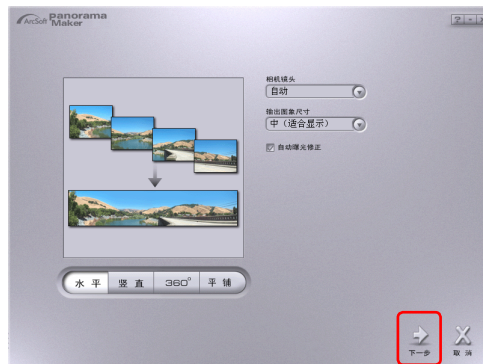 ArcSoft Panorama Maker
相机镜头
自动
输出图象尺寸
中（适合显示）
自动曝光修正
水平
竖直
360°
平铺
下一步
取消